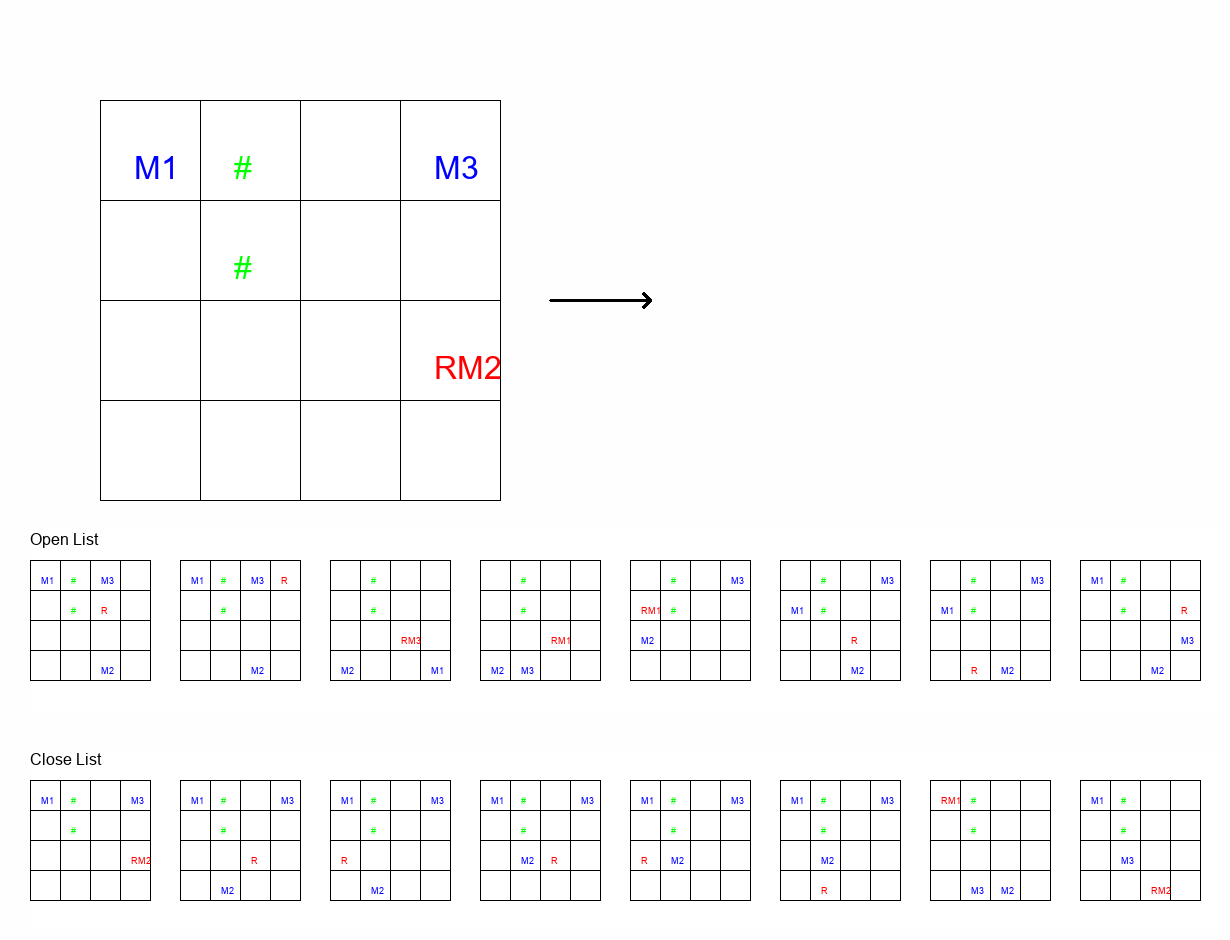 M1 # M3
#
RM2
Open List
M1 # M3 M1 # M3 R # # # M3 # M3 # M3 M1 #
# R # # # RM1 # M1 # M1 # # R
RM3 RM1 M2 R M3
M2 M2 M2 M1 M2 M3 M2 R M2 M2
Close List
M1 # M3 M1 # M3 M1 # M3 M1 # M3 M1 # M3 M1 # M3 RM1 # M1 #
# # # # # # # #
RM2 R R M2 R R M2 M2 M3
M2 M2 R M3 M2 RM2